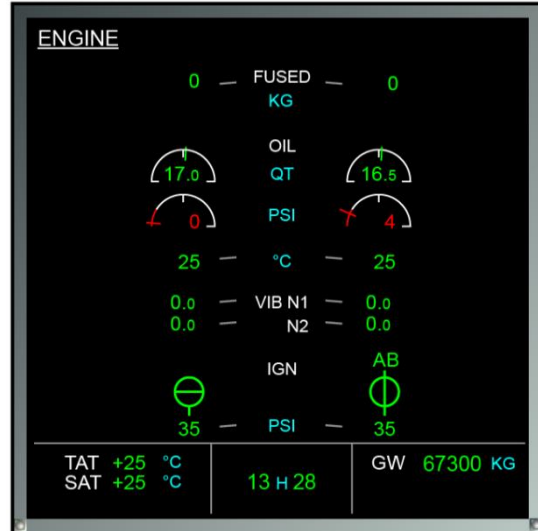 ENGINE
0 FUSED 0
KG
OIL
17.0 QT 16.5
0 PSI 4
25 °C 25
0.0 VIB N1 0.0
0.0 N2 0.0
IGN AB
35 PSI 35
TAT +25 °C
SAT +25 °C
13 H 28
GW 67300 KG